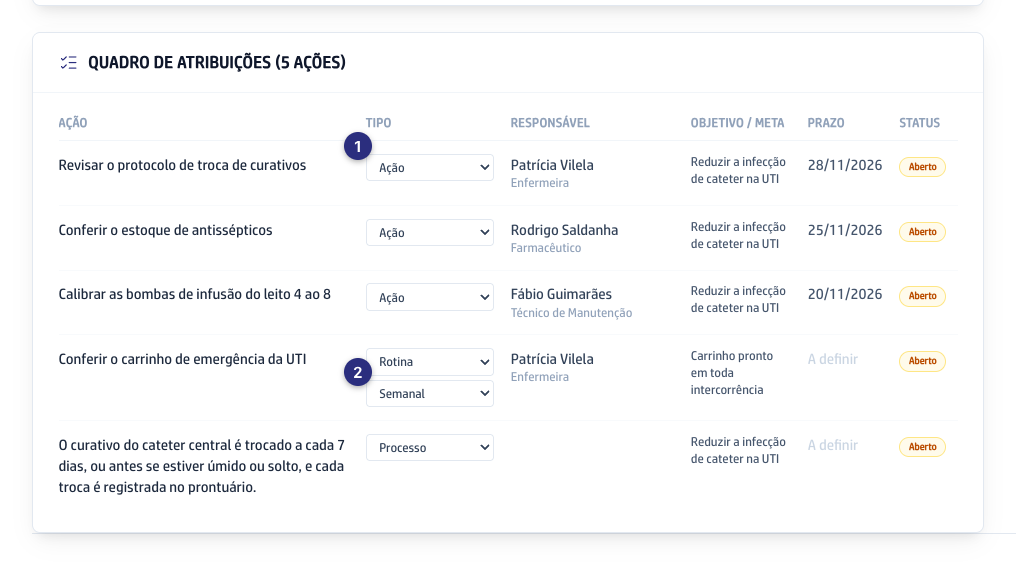 QUADRO DE ATRIBUIÇÕES (5 AÇÕES)
AÇÃO TIPO RESPONSÁVEL OBJETIVO / META PRAZO STATUS
1
Revisar o protocolo de troca de curativos
Ação
Patrícia Vilela
Enfermeira
Reduzir a infecção
de cateter na UTI
28/11/2026
Aberto
Conferir o estoque de antissépticos
Ação
Rodrigo Saldanha
Farmacêutico
Reduzir a infecção
de cateter na UTI
25/11/2026
Aberto
Calibrar as bombas de infusão do leito 4 ao 8
Ação
Fábio Guimarães
Técnico de Manutenção
Reduzir a infecção
de cateter na UTI
20/11/2026
Aberto
Conferir o carrinho de emergência da UTI
2
Rotina
Semanal
Patrícia Vilela
Enfermeira
Carrinho pronto
em toda
intercorrência
A definir
Aberto
O curativo do cateter central é trocado a cada 7
dias, ou antes se estiver úmido ou solto, e cada
troca é registrada no prontuário.
Processo
Reduzir a infecção
de cateter na UTI
A definir
Aberto